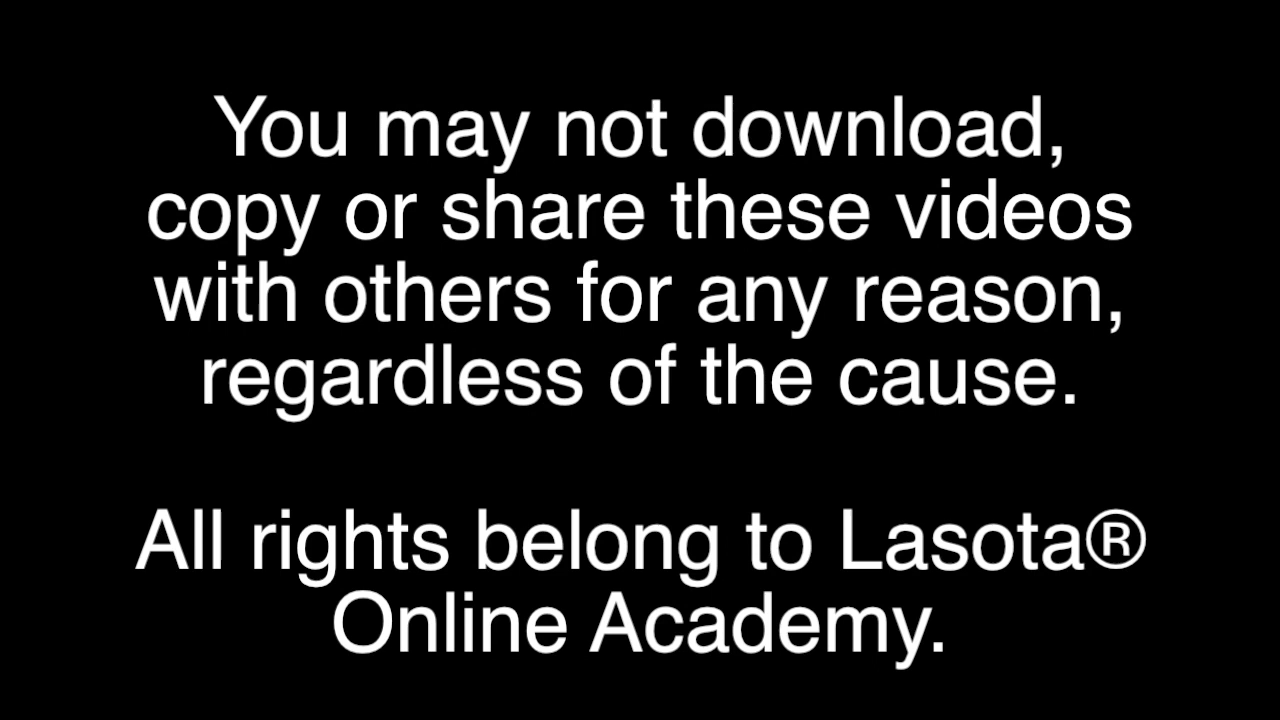 You may not download,
copy or share these videos
with others for any reason,
regardless of the cause.
All rights belong to Lasota®
Online Academy.